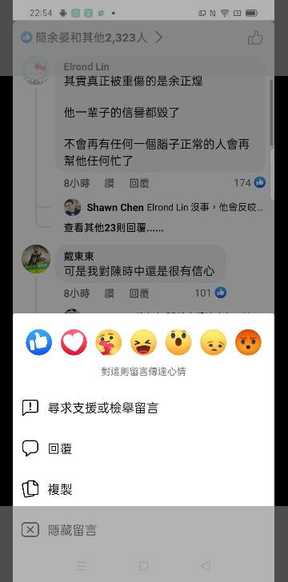 22:54
簡余晏和其他2,323人
Elrond Lin
其實真正被重傷的是余正煌
他一輩子的信譽都毀了
不會再有任何一個腦子正常的人會再
幫他任何忙了
8小時 讚 回覆 174
Shawn Chen Elrond Lin 沒事，他會反咬...
查看其他23則回覆......
戴東東
可是我對陳時中還是很有信心
8小時 讚 回覆 101
對這則留言傳達心情
尋求支援或檢舉留言
回覆
複製
隱藏留言